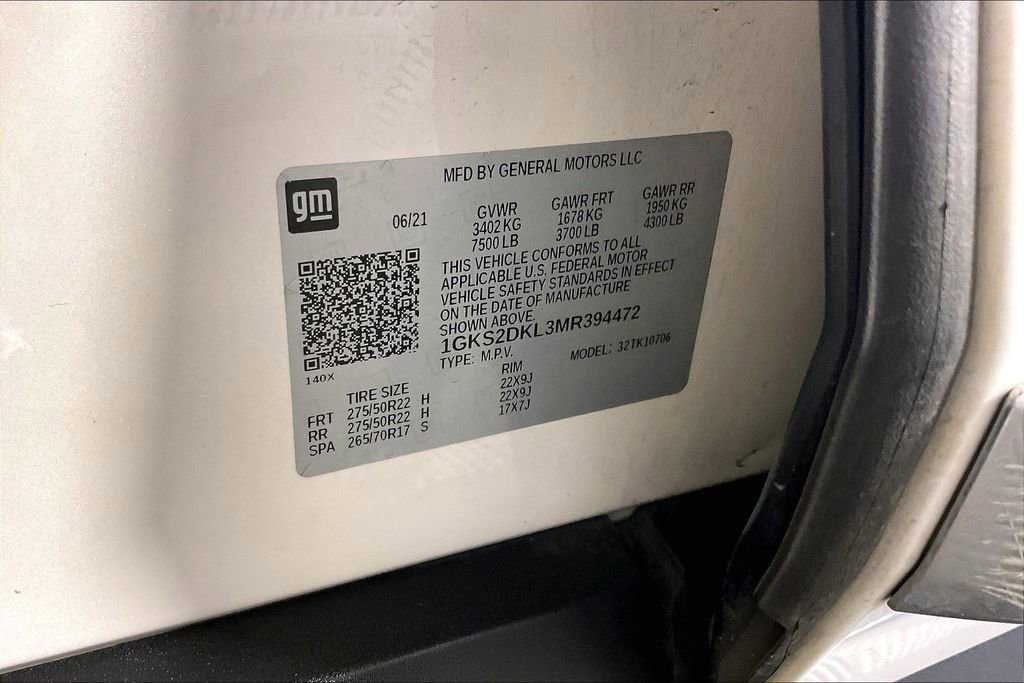 MFD BY GENERAL MOTORS LLC
gm
06/21
GVWR GAWR FRT GAWR RR
3402 KG 1678 KG 1950 KG
7500 LB 3700 LB 4300 LB
THIS VEHICLE CONFORMS TO ALL
APPLICABLE U.S. FEDERAL MOTOR
VEHICLE SAFETY STANDARDS IN EFFECT
ON THE DATE OF MANUFACTURE
SHOWN ABOVE.
1GKS2DKL3MR394472
TYPE: M.P.V. MODEL: 32TK10706
140X
TIRE SIZE RIM
FRT 275/50R22 H 22X9J
RR 275/50R22 H 22X9J
SPA 265/70R17 S 17X7J